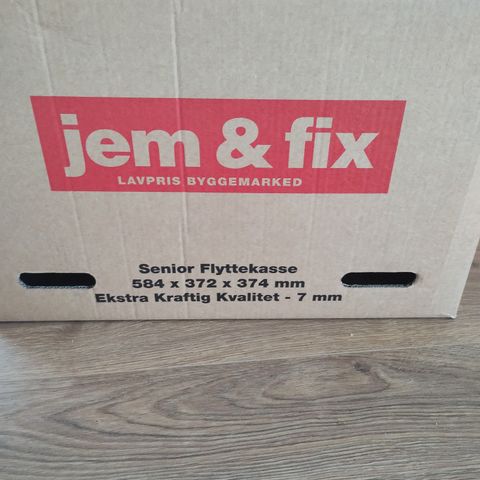 jem & fix
LAVPRIS BYGGEMARKED
Senior Flyttekasse
584 x 372 x 374 mm
Ekstra Kraftig Kvalitet - 7 mm